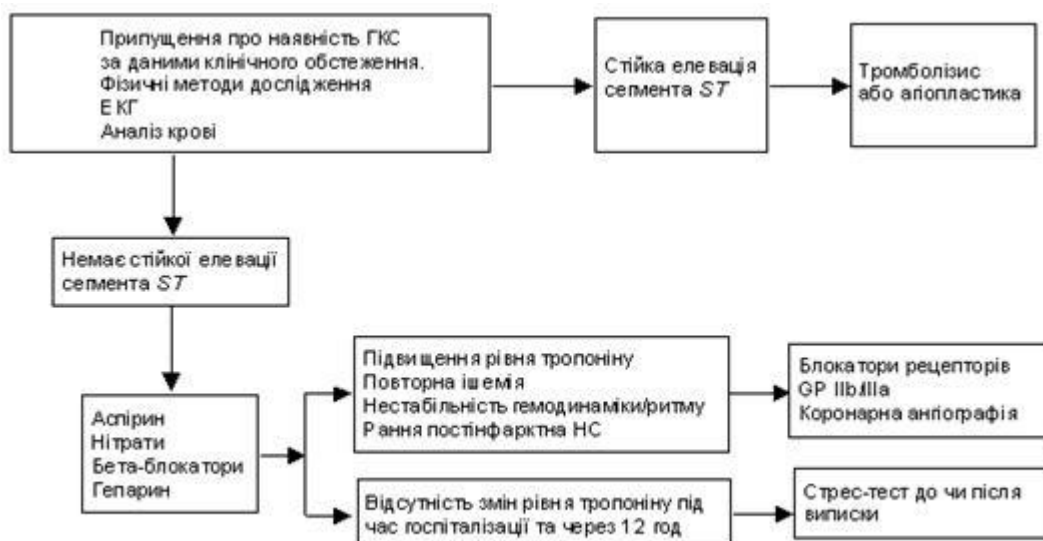 Припущення про наявність ГКС
за даними клінічного обстеження.
Фізичні методи дослідження
ЕКГ
Аналіз крові
Стійка елевація
сегмента ST
Тромболізис
або агіопластика
Немає стійкої елевації
сегмента ST
Аспірин
Нітрати
Бета-блокатори
Гепарин
Підвищення рівня тропоніну
Повторна ішемія
Нестабільність гемодинаміки/ритму
Рання постінфарктна НС
Блокатори рецепторів
GP IIb/IIIa
Коронарна ангіографія
Відсутність змін рівня тропоніну під
час госпіталізації та через 12 год
Стрес-тест до чи після
виписки